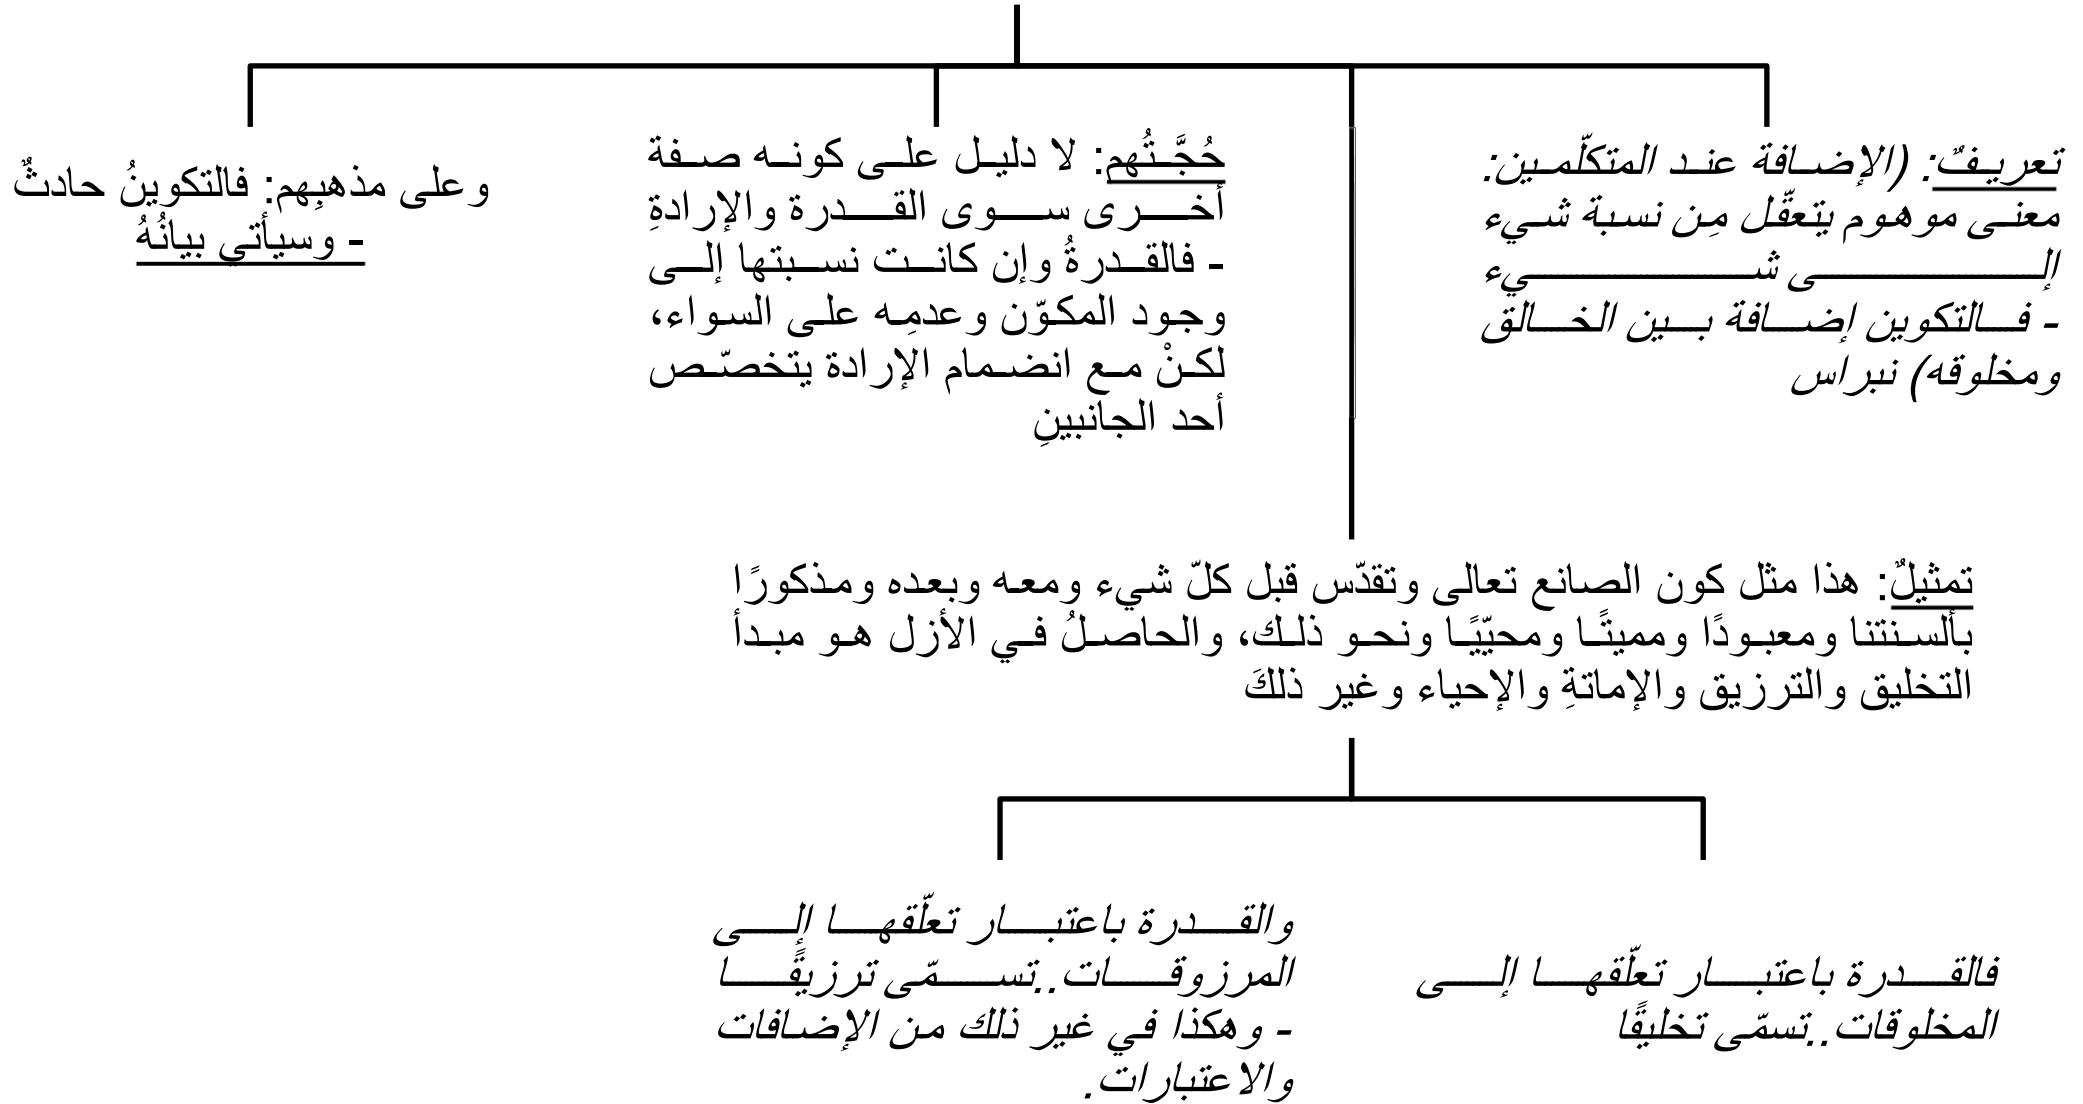 تعريفٌ: (الإضافة عند المتكلّمين:
معنى موهوم يتعقّل مِن نسبة شيء
إلى شيء
- فالتكوين إضافة بين الخالق
ومخلوقه) نبراس
حُجَّتُهم: لا دليل على كونه صفة
أخرى سوى القدرة والإرادةِ
- فالقدرةُ وإن كانت نسبتها إلى
وجود المكوّن وعدمِه على السواء،
لكنْ مع انضمام الإرادة يتخصّص
أحد الجانبينِ
وعلى مذهبِهم: فالتكوينُ حادثٌ
- وسيأتي بيانُهُ
تمثيلٌ: هذا مثل كون الصانع تعالى وتقدّس قبل كلّ شيء ومعه وبعده ومذكورًا
بألسنتنا ومعبودًا ومميتًا ومحيّيًا ونحو ذلك، والحاصلُ في الأزل هو مبدأ
التخليق والترزيق والإماتةِ والإحياء وغير ذلكَ
فالقدرة باعتبار تعلّقها إلى
المخلوقات..تسمّى تخليقًا
والقدرة باعتبار تعلّقها إلى
المرزوقات..تسمّى ترزيقًا
- وهكذا في غير ذلك من الإضافات
والاعتبارات.